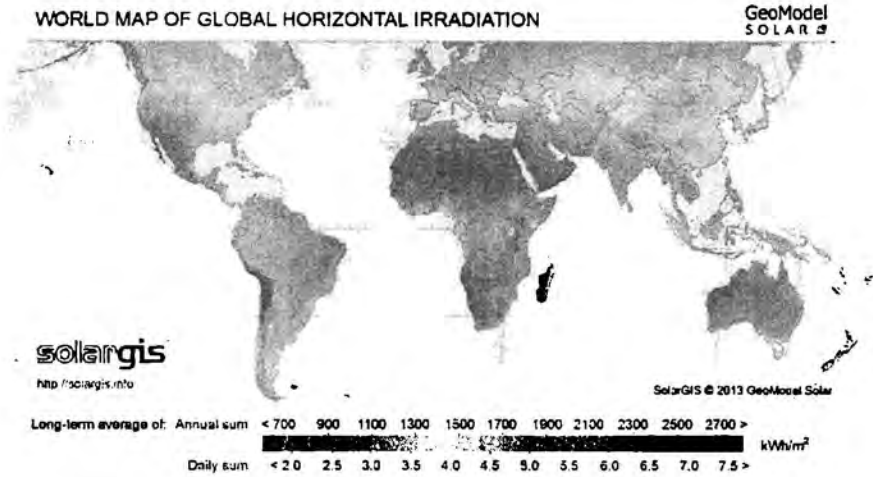 WORLD MAP OF GLOBAL HORIZONTAL IRRADIATION
GeoModel
SOLAR
solargis
http://solargis.info
SolarGIS © 2013 GeoModel Solar
Long-term average of: Annual sum < 700 900 1100 1300 1500 1700 1900 2100 2300 2500 2700 >
kWh/m²
Daily sum < 2.0 2.5 3.0 3.5 4.0 4.5 5.0 5.5 6.0 6.5 7.0 7.5 >